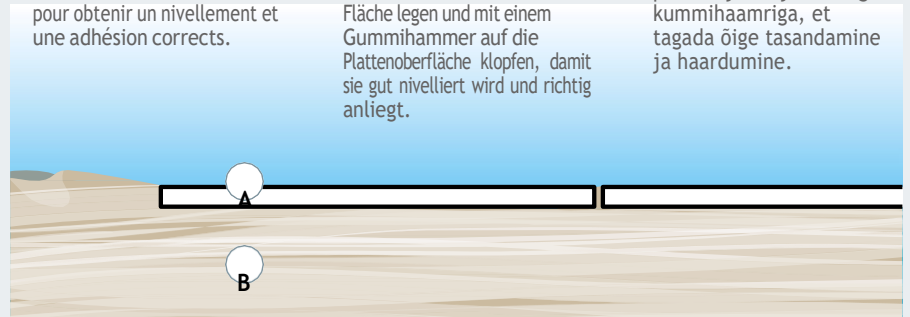 pour obtenir un nivellement et
une adhésion corrects.
Fläche legen und mit einem
Gummihammer auf die
Plattenoberfläche klopfen, damit
sie gut nivelliert wird und richtig
anliegt.
kummihaamriga, et
tagada õige tasandamine
ja haardumine.
A
B